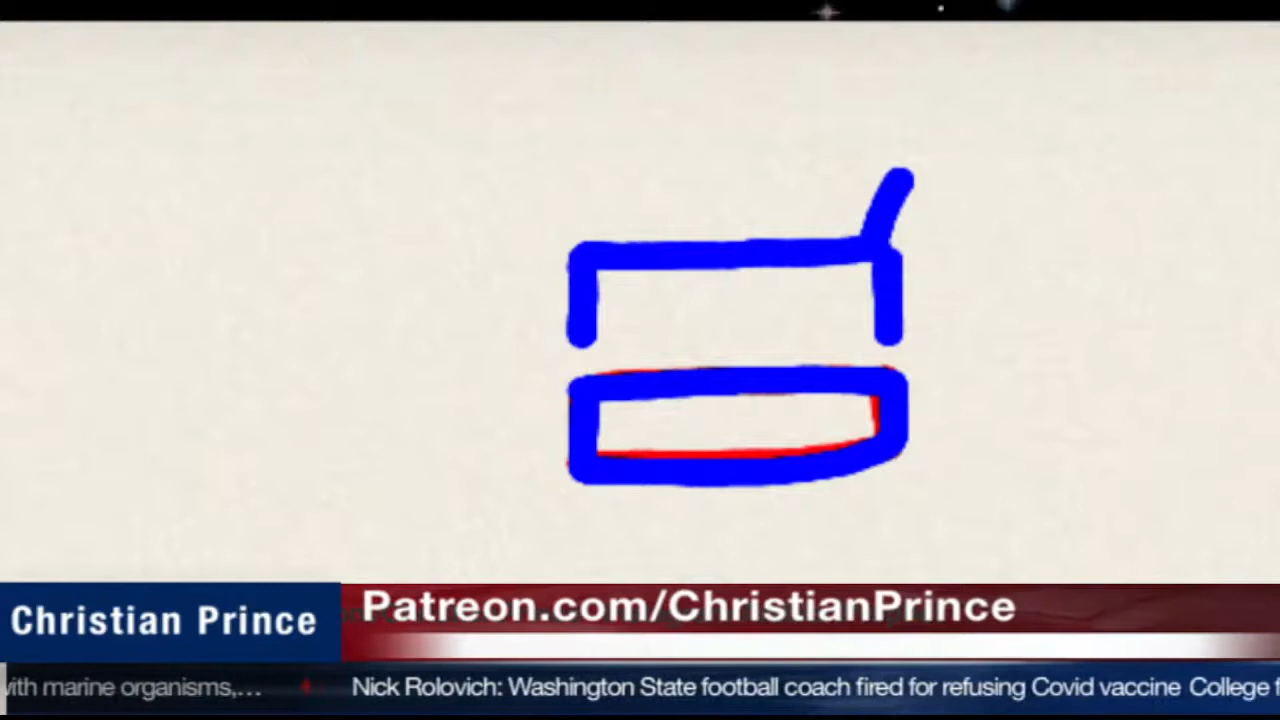 Christian Prince
Patreon.com/ChristianPrince
with marine organisms,... Nick Rolovich: Washington State football coach fired for refusing Covid vaccine College